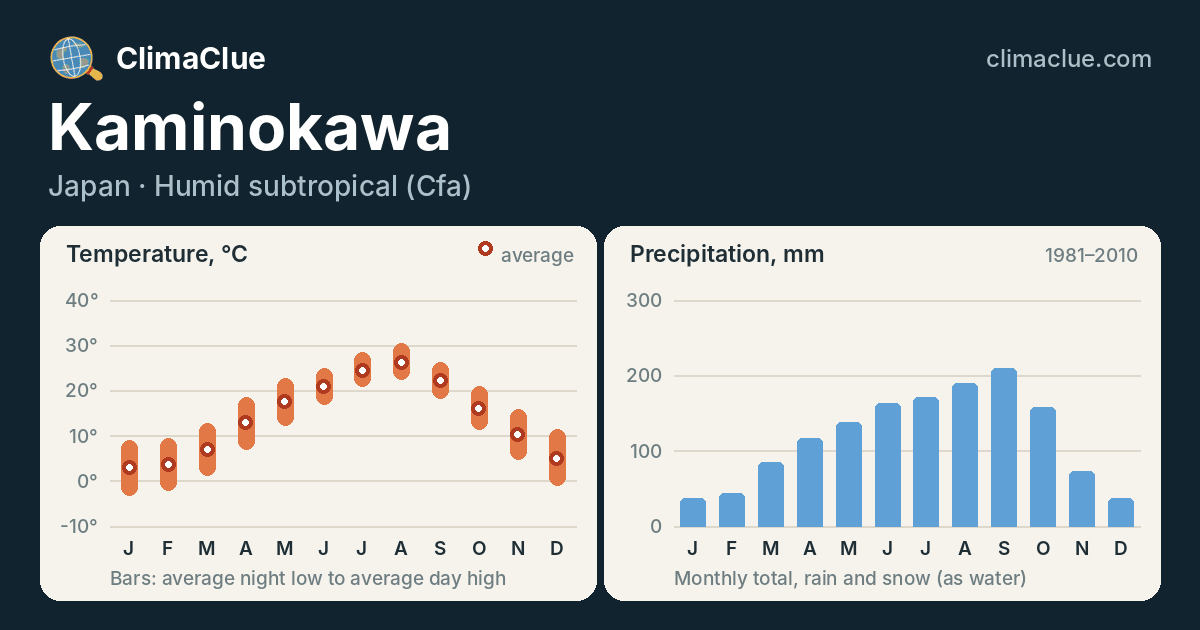 ClimaClue
climaclue.com
Kaminokawa
Japan · Humid subtropical (Cfa)
Temperature, °C
average
40°
30°
20°
10°
0°
-10°
J F M A M J J A S O N D
Bars: average night low to average day high
Precipitation, mm
1981–2010
300
200
100
0
J F M A M J J A S O N D
Monthly total, rain and snow (as water)